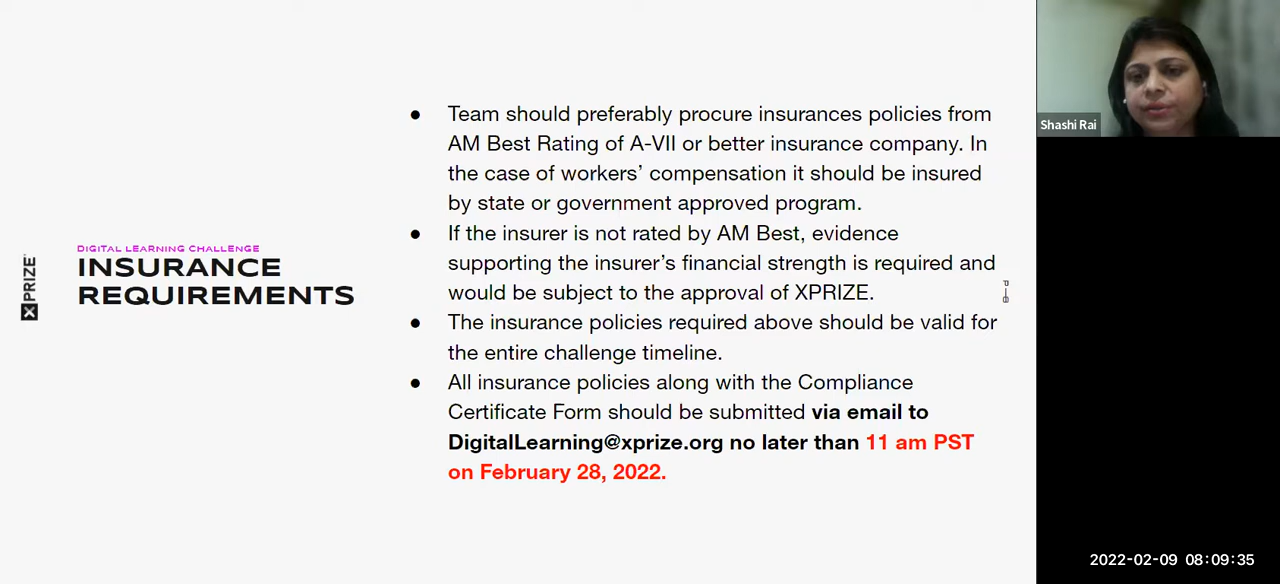 DIGITAL LEARNING CHALLENGE
INSURANCE
REQUIREMENTS
XPRIZE
● Team should preferably procure insurances policies from
AM Best Rating of A-VII or better insurance company. In
the case of workers’ compensation it should be insured
by state or government approved program.
● If the insurer is not rated by AM Best, evidence
supporting the insurer’s financial strength is required and
would be subject to the approval of XPRIZE.
● The insurance policies required above should be valid for
the entire challenge timeline.
● All insurance policies along with the Compliance
Certificate Form should be submitted via email to
DigitalLearning@xprize.org no later than 11 am PST
on February 28, 2022.
Shashi Rai
2022-02-09 08:09:35